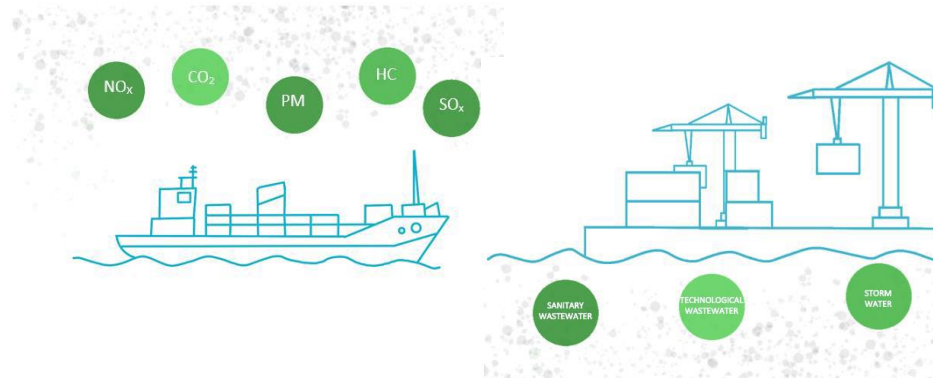 NOₓ
CO₂
PM
HC
SOₓ
SANITARY
WASTEWATER
TECHNOLOGICAL
WASTEWATER
STORM
WATER